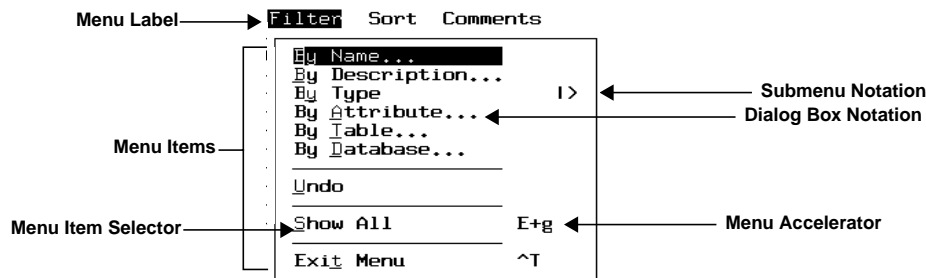 Menu Label Filter Sort Comments
By Name...
By Description...
By Type I> Submenu Notation
By Attribute... Dialog Box Notation
By Table...
Menu Items By Database...
Undo
Menu Item Selector Show All E+g Menu Accelerator
Exit Menu ^T